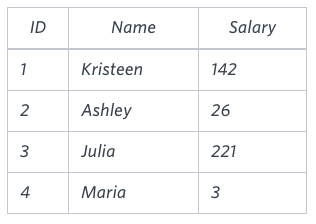 ID Name Salary
1 Kristeen 142
2 Ashley 26
3 Julia 221
4 Maria 3